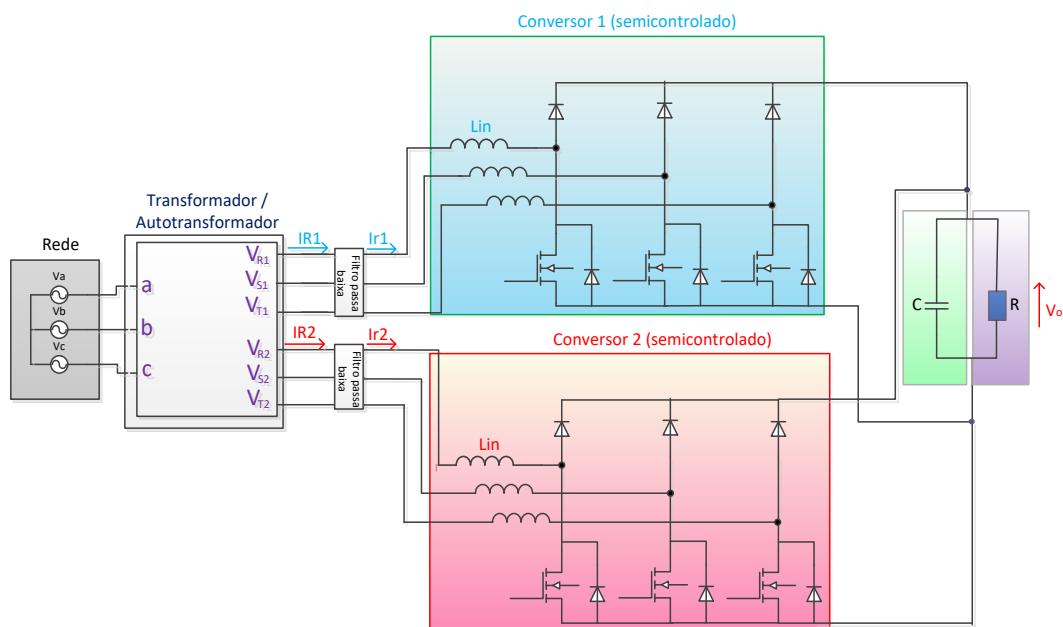 Conversor 1 (semicontrolado)
Lin
Transformador /
Autotransformador
Rede
Va
Vb
Vc
a
b
c
VR1
VS1
VT1
VR2
VS2
VT2
IR1
Ir1
Filtro passa
baixa
IR2
Ir2
Filtro passa
baixa
Conversor 2 (semicontrolado)
Lin
C
R
Vo